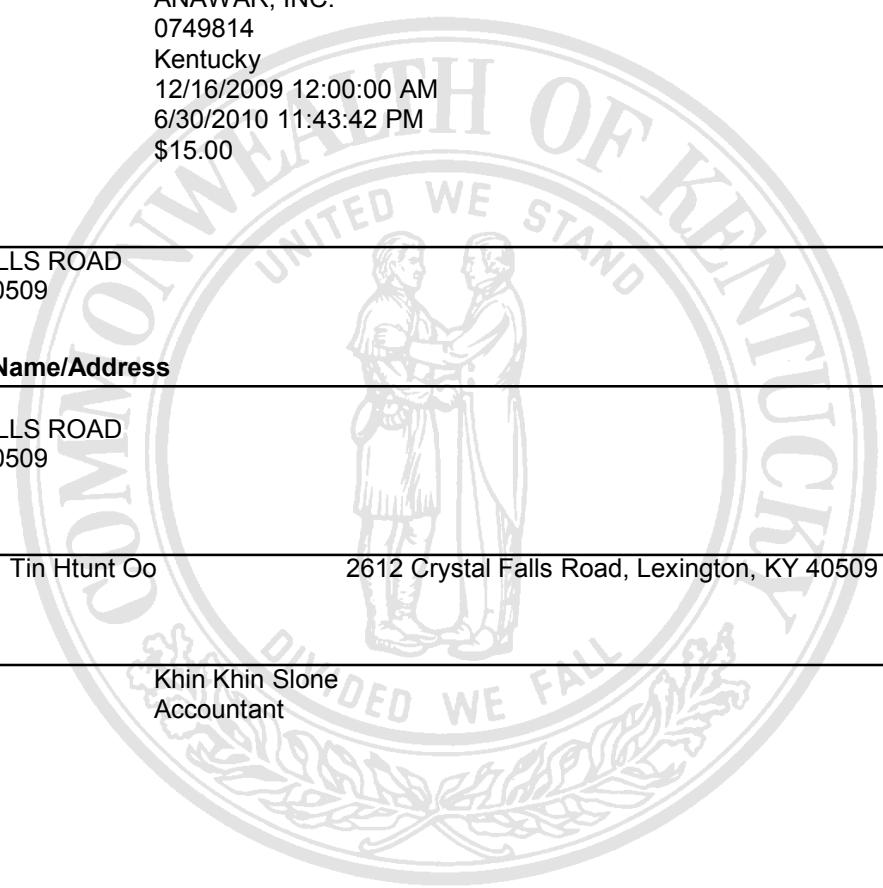 ANAWAR, INC.
0749814
Kentucky
12/16/2009 12:00:00 AM
6/30/2010 11:43:42 PM
$15.00
LLS ROAD
0509
Name/Address
LLS ROAD
0509
Tin Htunt Oo 2612 Crystal Falls Road, Lexington, KY 40509
Khin Khin Slone
Accountant
COMMONWEALTH OF KENTUCKY
UNITED WE STAND
DIVIDED WE FALL